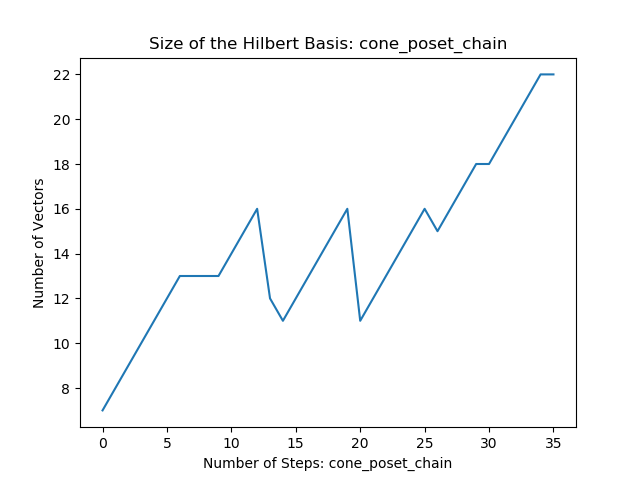 Size of the Hilbert Basis: cone_poset_chain
Number of Vectors
22
20
18
16
14
12
10
8
0 5 10 15 20 25 30 35
Number of Steps: cone_poset_chain